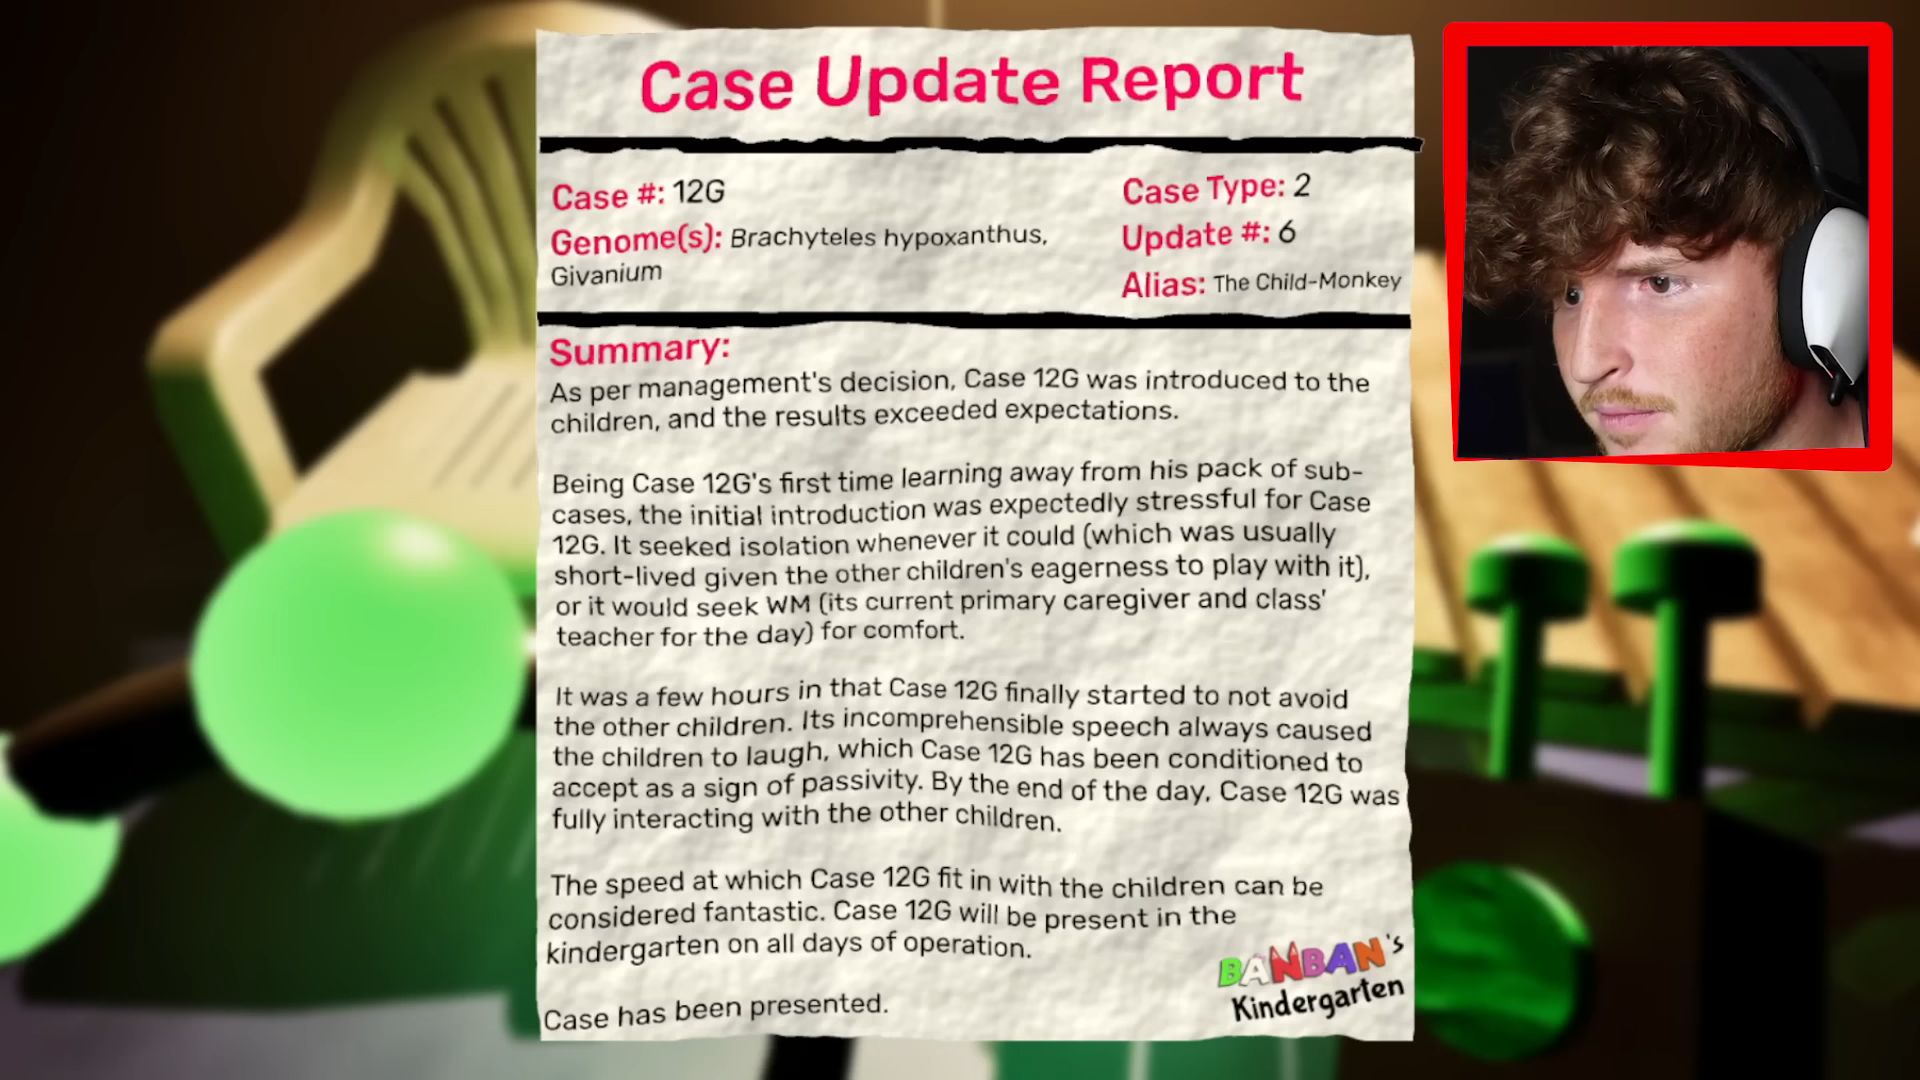 Case Update Report
Case #: 12G
Genome(s): Brachyteles hypoxanthus,
Givanium
Case Type: 2
Update #: 6
Alias: The Child-Monkey
Summary:
As per management's decision, Case 12G was introduced to the
children, and the results exceeded expectations.
Being Case 12G's first time learning away from his pack of sub-
cases, the initial introduction was expectedly stressful for Case
12G. It seeked isolation whenever it could (which was usually
short-lived given the other children's eagerness to play with it),
or it would seek WM (its current primary caregiver and class'
teacher for the day) for comfort.
It was a few hours in that Case 12G finally started to not avoid
the other children. Its incomprehensible speech always caused
the children to laugh, which Case 12G has been conditioned to
accept as a sign of passivity. By the end of the day, Case 12G was
fully interacting with the other children.
The speed at which Case 12G fit in with the children can be
considered fantastic. Case 12G will be present in the
kindergarten on all days of operation.
Case has been presented.
BANBAN's
Kindergarten